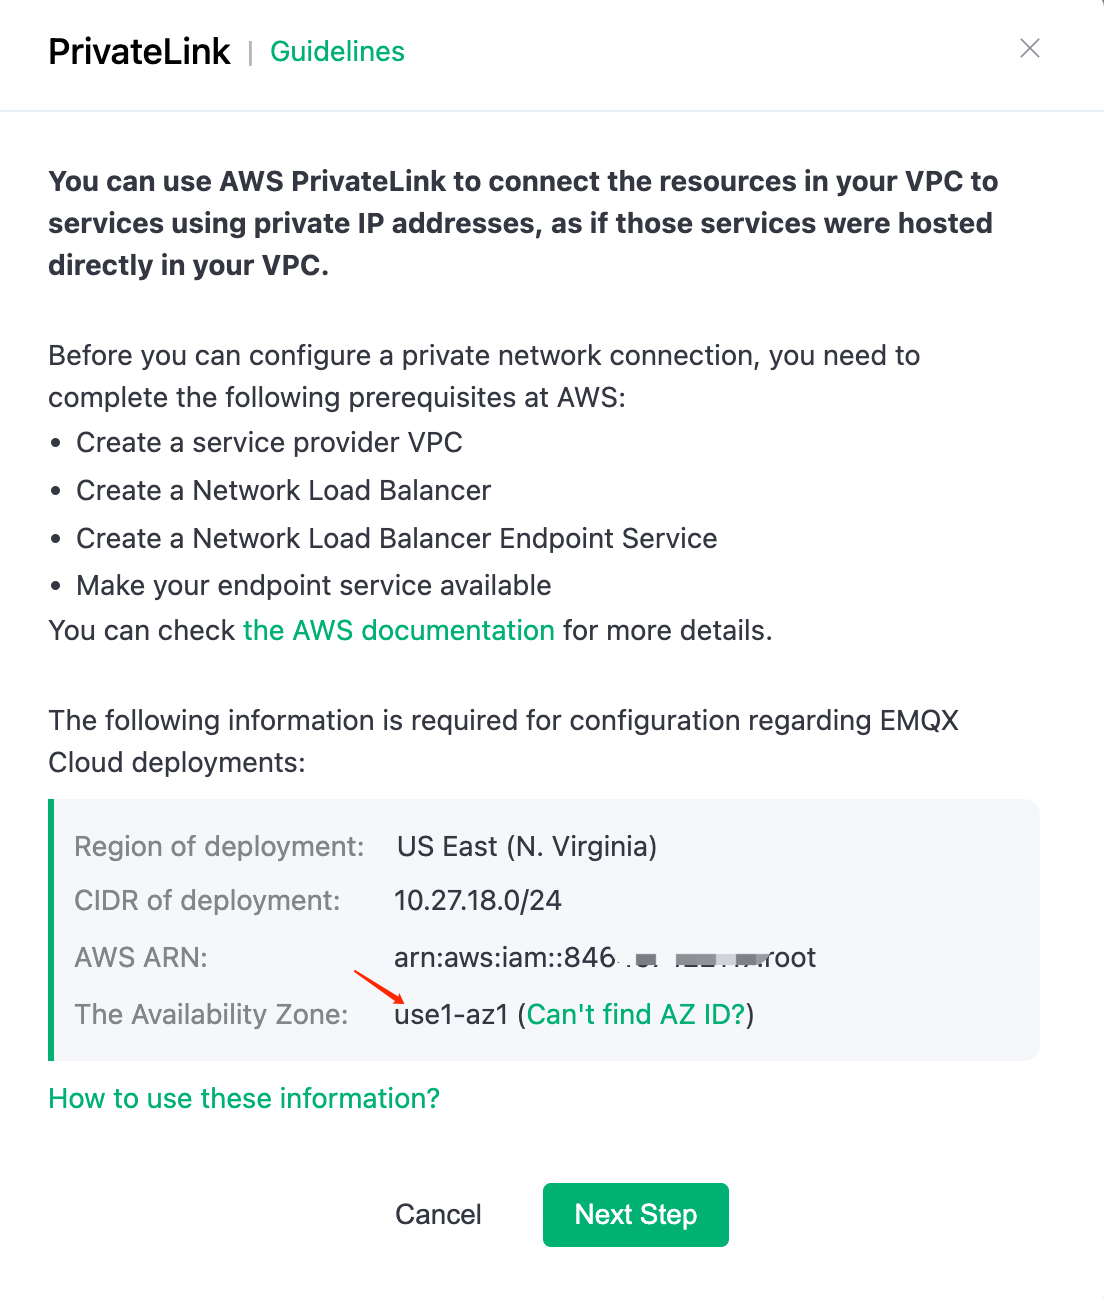 PrivateLink | Guidelines
You can use AWS PrivateLink to connect the resources in your VPC to
services using private IP addresses, as if those services were hosted
directly in your VPC.
Before you can configure a private network connection, you need to
complete the following prerequisites at AWS:
• Create a service provider VPC
• Create a Network Load Balancer
• Create a Network Load Balancer Endpoint Service
• Make your endpoint service available
You can check the AWS documentation for more details.
The following information is required for configuration regarding EMQX
Cloud deployments:
Region of deployment: US East (N. Virginia)
CIDR of deployment: 10.27.18.0/24
AWS ARN: arn:aws:iam::846 root
The Availability Zone: use1-az1 (Can't find AZ ID?)
How to use these information?
Cancel Next Step